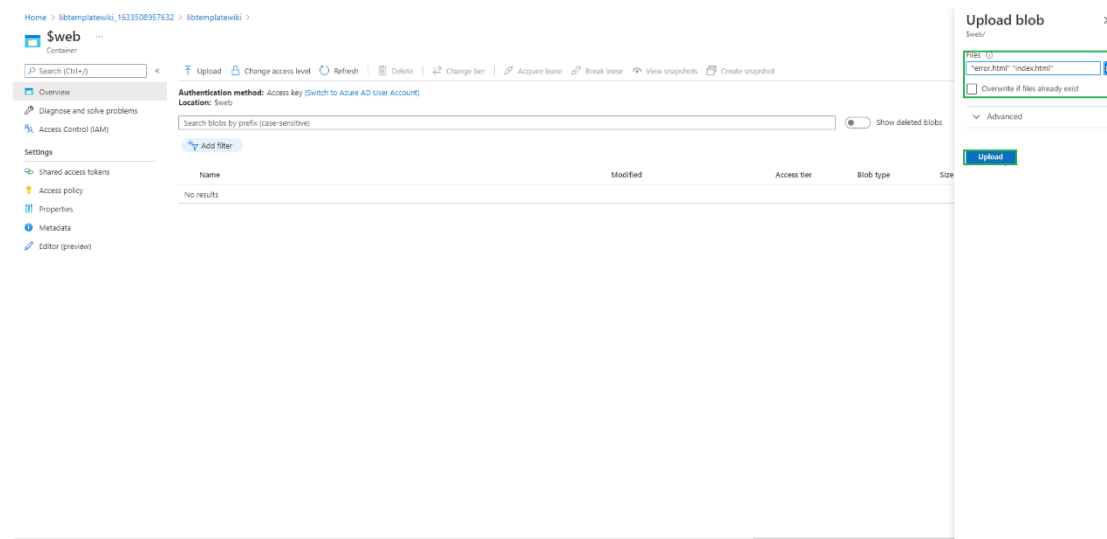 Home > libtemplatewiki_1633508957632 > libtemplatewiki >
$web ...
Container
Search (Ctrl+/)
«
Overview
Diagnose and solve problems
Access Control (IAM)
Settings
Shared access tokens
Access policy
Properties
Metadata
Editor (preview)
Upload Change access level Refresh Delete Change tier Acquire lease Break lease View snapshots Create snapshot
Authentication method: Access key (Switch to Azure AD User Account)
Location: $web
Search blobs by prefix (case-sensitive)
Show deleted blobs
Add filter
Name Modified Access tier Blob type Size
No results
Upload blob
$web/
Files
"error.html" "index.html"
Overwrite if files already exist
Advanced
Upload